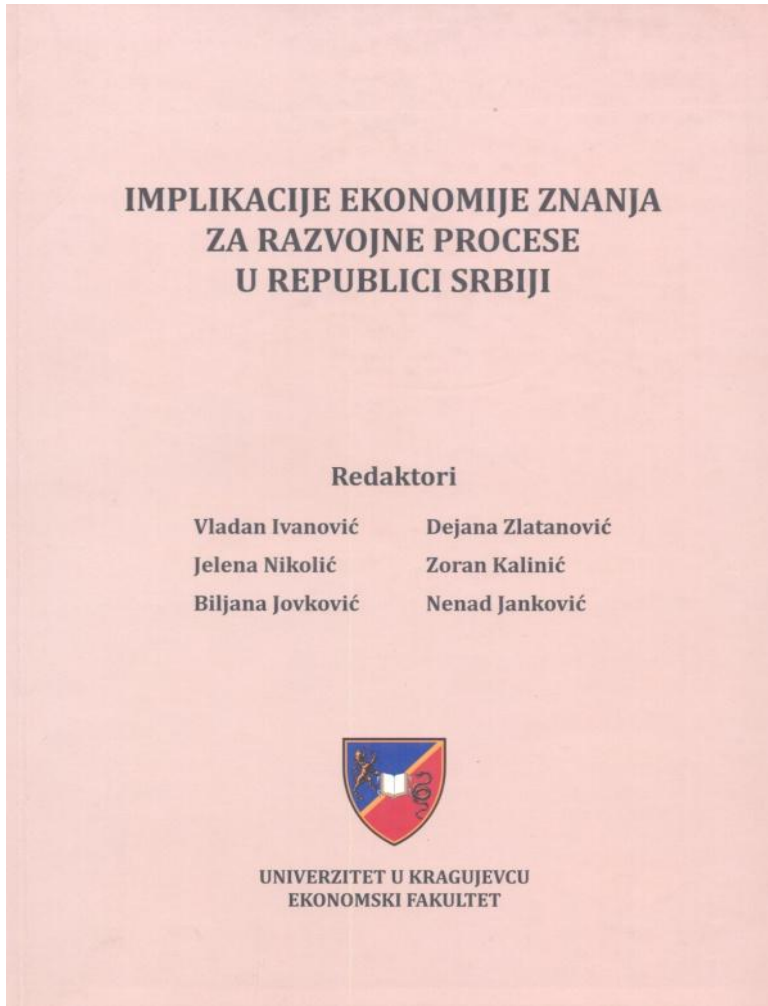 IMPLIKACIJE EKONOMIJE ZNANJA
ZA RAZVOJNE PROCESE
U REPUBLICI SRBIJI
Redaktori
Vladan Ivanović
Dejana Zlatanović
Jelena Nikolić
Zoran Kalinić
Biljana Jovković
Nenad Janković
UNIVERZITET U KRAGUJEVCU
EKONOMSKI FAKULTET